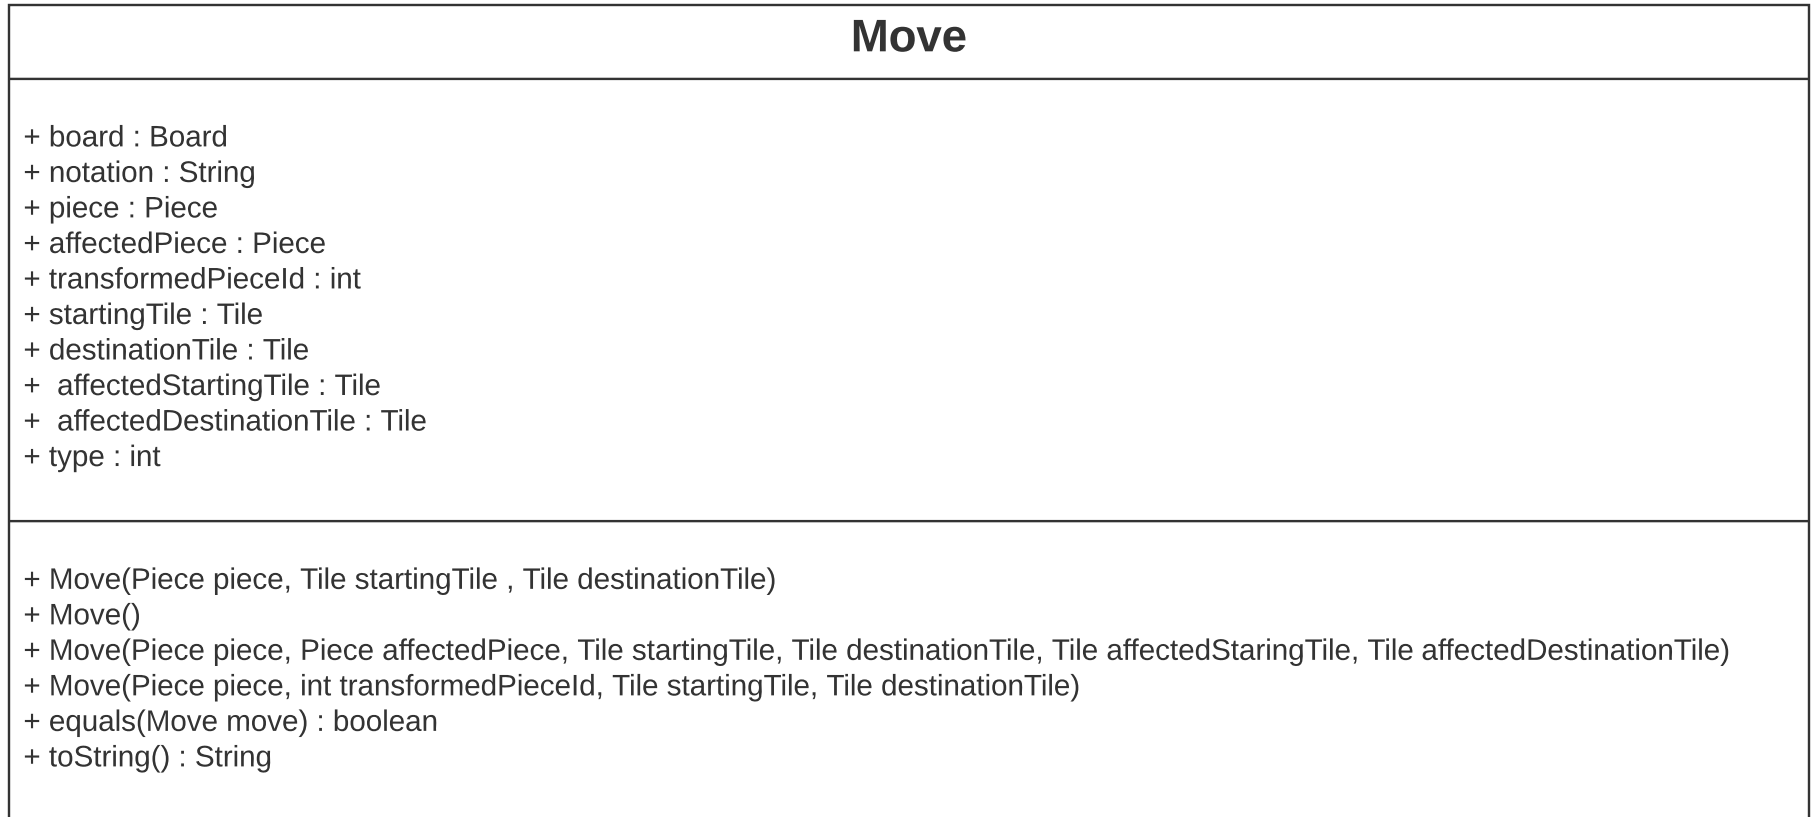 Move
+ board : Board
+ notation : String
+ piece : Piece
+ affectedPiece : Piece
+ transformedPieceId : int
+ startingTile : Tile
+ destinationTile : Tile
+  affectedStartingTile : Tile
+  affectedDestinationTile : Tile
+ type : int
+ Move(Piece piece, Tile startingTile , Tile destinationTile)
+ Move()
+ Move(Piece piece, Piece affectedPiece, Tile startingTile, Tile destinationTile, Tile affectedStaringTile, Tile affectedDestinationTile)
+ Move(Piece piece, int transformedPieceId, Tile startingTile, Tile destinationTile)
+ equals(Move move) : boolean
+ toString() : String